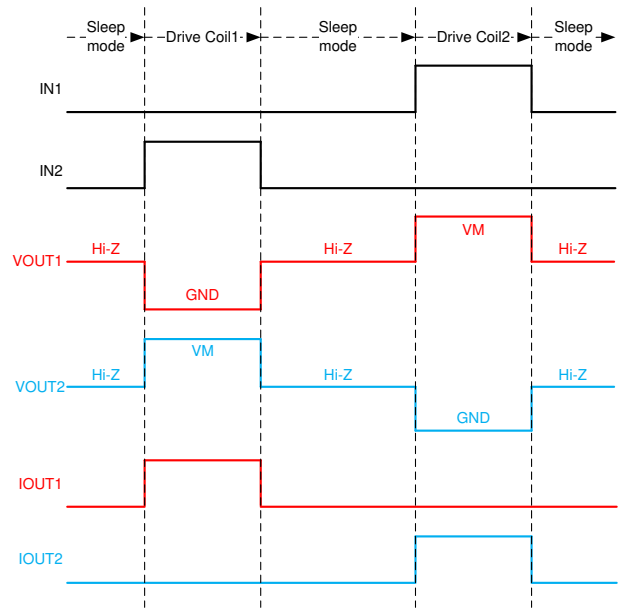 Sleep mode
Drive Coil1
Sleep mode
Drive Coil2
Sleep mode
IN1
IN2
VOUT1
Hi-Z
GND
Hi-Z
VM
Hi-Z
VOUT2
Hi-Z
VM
Hi-Z
GND
Hi-Z
IOUT1
IOUT2